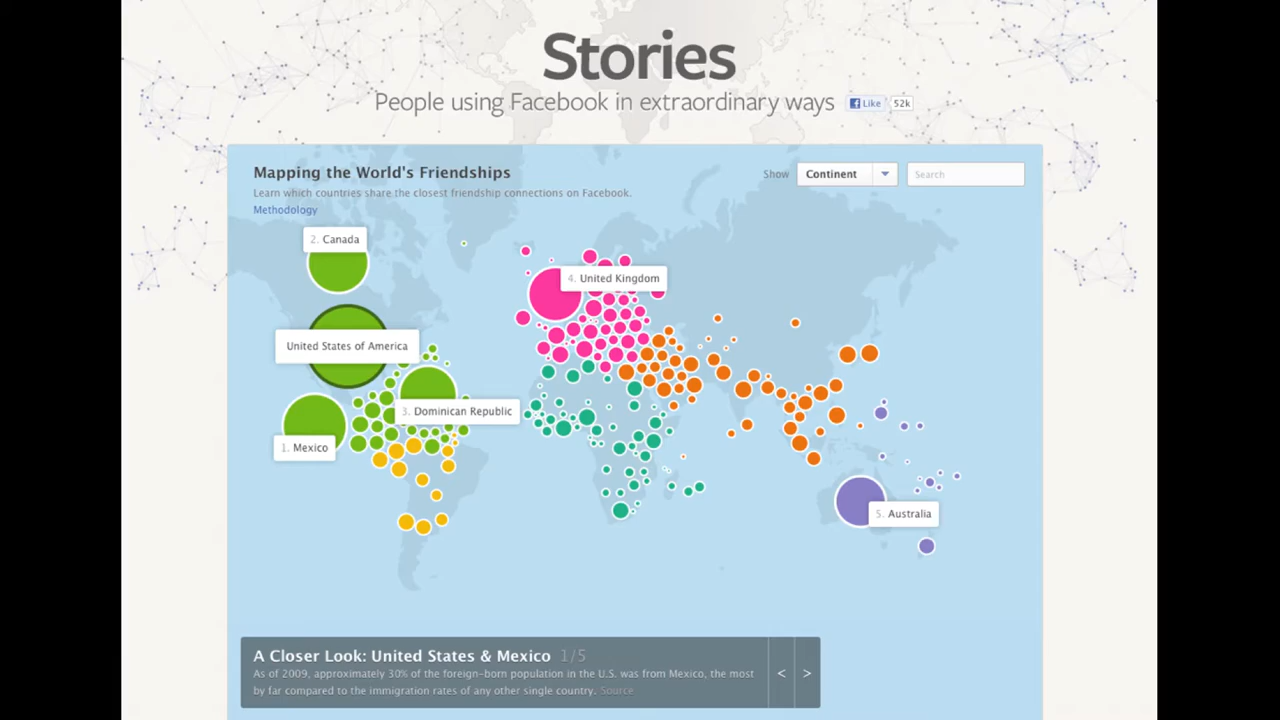 Stories
People using Facebook in extraordinary ways Like 52k
Mapping the World's Friendships
Learn which countries share the closest friendship connections on Facebook.
Methodology
Show Continent Search
2. Canada
4. United Kingdom
United States of America
3. Dominican Republic
1. Mexico
5. Australia
A Closer Look: United States & Mexico 1/5
As of 2009, approximately 30% of the foreign-born population in the U.S. was from Mexico, the most
by far compared to the immigration rates of any other single country. Source
< >